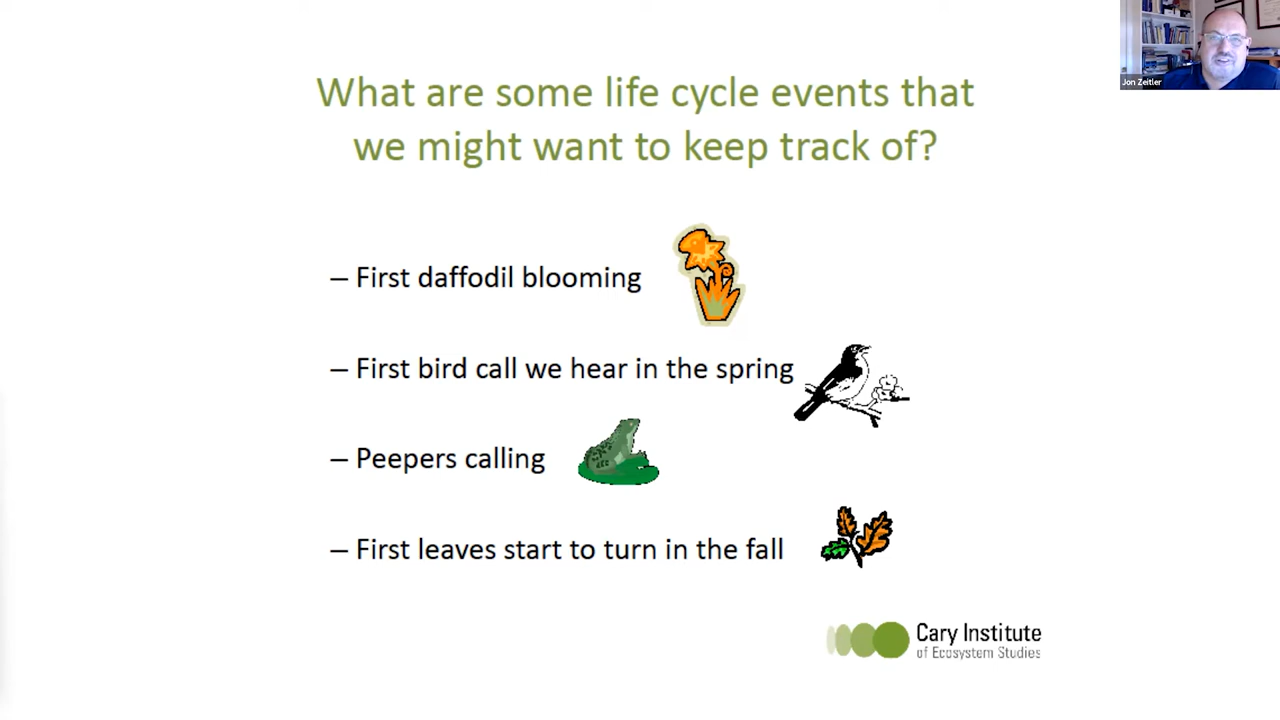 What are some life cycle events that
we might want to keep track of?
– First daffodil blooming
– First bird call we hear in the spring
– Peepers calling
– First leaves start to turn in the fall
Cary Institute
of Ecosystem Studies
Jon Zeitler